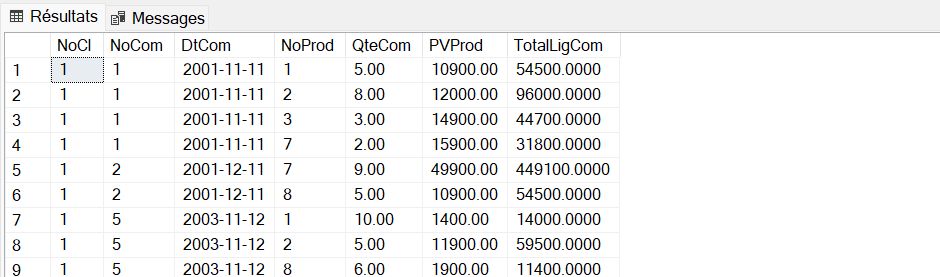 Résultats Messages
NoCl NoCom DtCom NoProd QteCom PVProd TotalLigCom
1 1 1 2001-11-11 1 5.00 10900.00 54500.0000
2 1 1 2001-11-11 2 8.00 12000.00 96000.0000
3 1 1 2001-11-11 3 3.00 14900.00 44700.0000
4 1 1 2001-11-11 7 2.00 15900.00 31800.0000
5 1 2 2001-12-11 7 9.00 49900.00 449100.0000
6 1 2 2001-12-11 8 5.00 10900.00 54500.0000
7 1 5 2003-11-12 1 10.00 1400.00 14000.0000
8 1 5 2003-11-12 2 5.00 11900.00 59500.0000
9 1 5 2003-11-12 8 6.00 1900.00 11400.0000